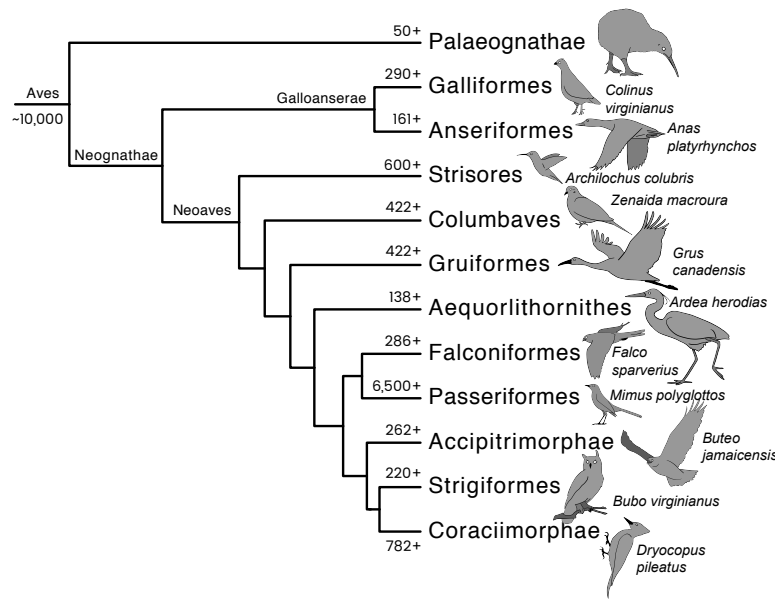 50+
Palaeognathae
290+
Galliformes
Colinus
virginianus
Galloanserae
161+
Anseriformes
Anas
platyrhynchos
Aves
~10,000
Neognathae
600+
Strisores
Archilochus colubris
Neoaves
422+
Columbaves
Zenaida macroura
422+
Gruiformes
Grus
canadensis
138+
Aequorlithornithes
Ardea herodias
286+
Falconiformes
Falco
sparverius
6,500+
Passeriformes
Mimus polyglottos
262+
Accipitrimorphae
Buteo
jamaicensis
220+
Strigiformes
Bubo virginianus
Coraciimorphae
782+
Dryocopus
pileatus